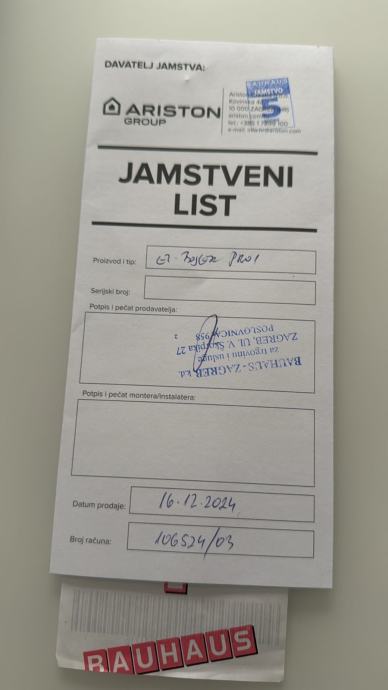 DAVATELJ JAMSTVA:
BAUHAUS
JAMSTVO
5
ARISTON
GROUP
JAMSTVENI
LIST
Proizvod i tip:
PRO1
Serijski broj:
Potpis i pečat prodavatelja:
BAUHAUS-ZAGREB k.d.
za trgovinu i usluge
ZAGREB, UL. V. Škorpika 27
POSLOVNICA 958
2
Potpis i pečat montera/instalatera:
Datum prodaje: 16.12.2024
Broj računa: 106524/03
BAUHAUS